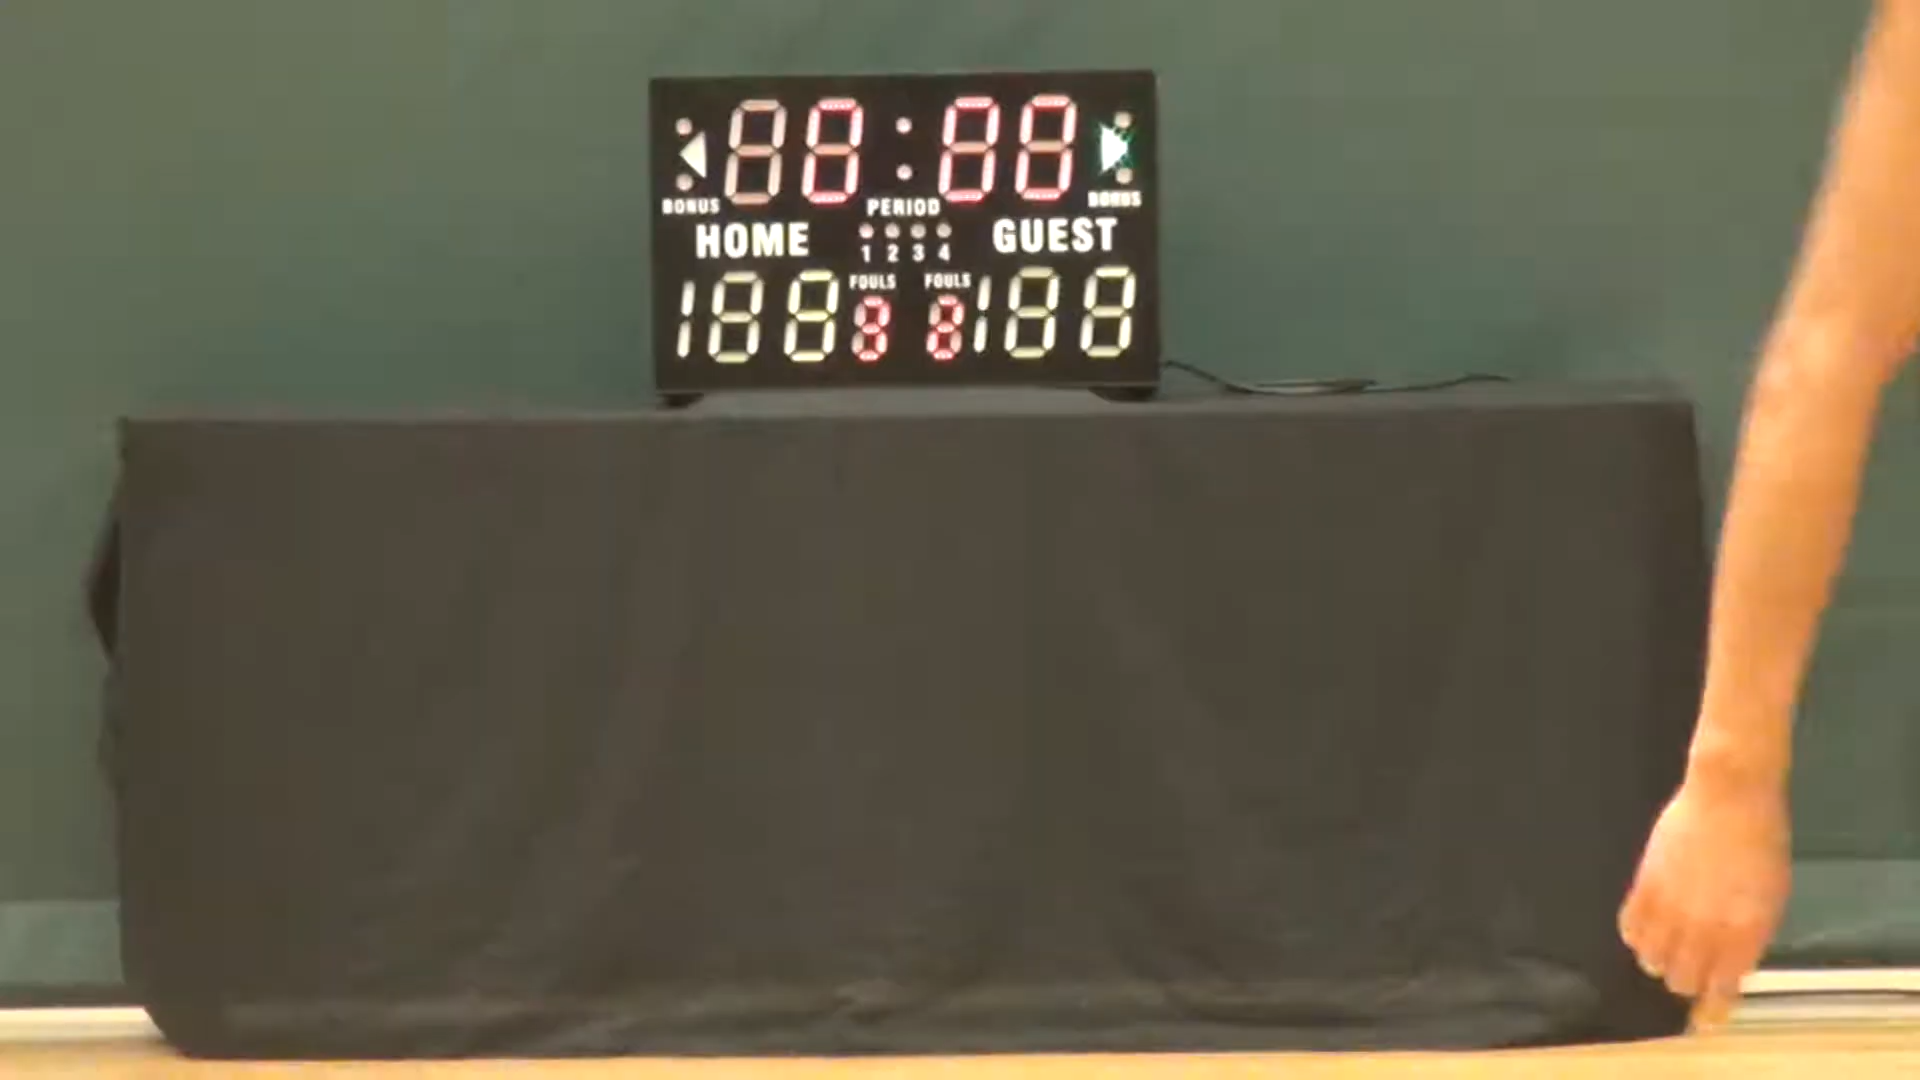 88:88
BONUS PERIOD BONUS
HOME GUEST
1 2 3 4
FOULS FOULS
188 8 8 188